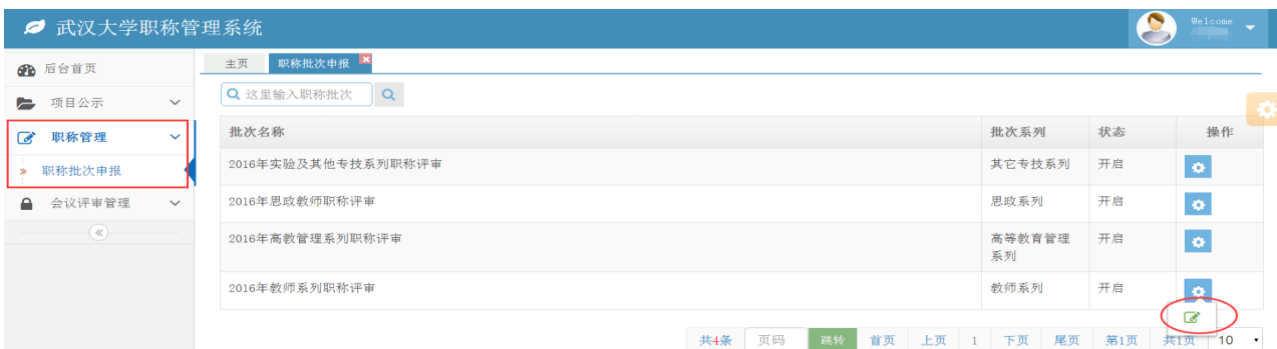 武汉大学职称管理系统
Welcome
后台首页
项目公示
职称管理
职称批次申报
会议评审管理
主页 职称批次申报
这里输入职称批次
批次名称 批次系列 状态 操作
2016年实验及其他专技系列职称评审 其它专技系列 开启
2016年思政教师职称评审 思政系列 开启
2016年高教管理系列职称评审 高等教育管理 开启
系列
2016年教师系列职称评审 教师系列 开启
共4条 页码 跳转 首页 上页 1 下页 尾页 第1页 共1页 10